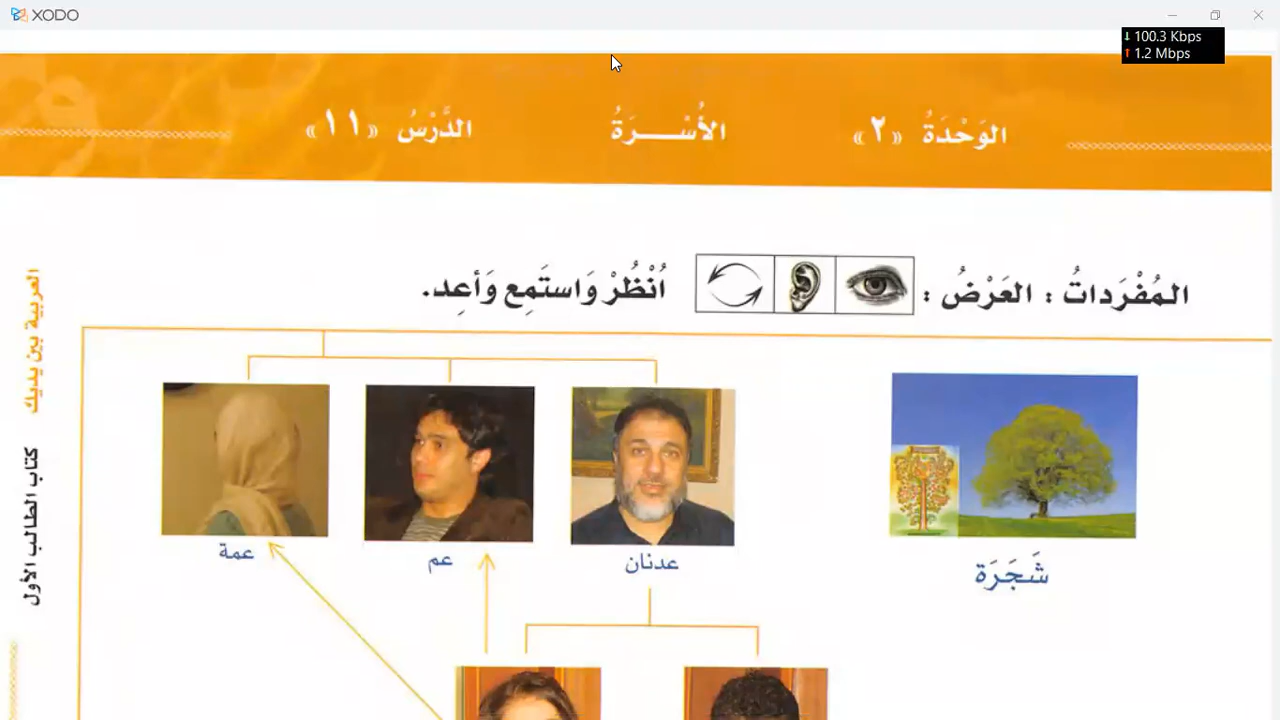 XODO
100.3 Kbps
1.2 Mbps
الوَحْدَةُ «٢» الأُسْـــرَةُ الدَّرْسُ «١١»
المُفْرَداتُ : العَرْضُ : اُنْظُرْ وَاستَمِع وَأعِد.
شَجَرَة
عدنان
عم
عمة
العربية بين يديك
كتاب الطالب الأول